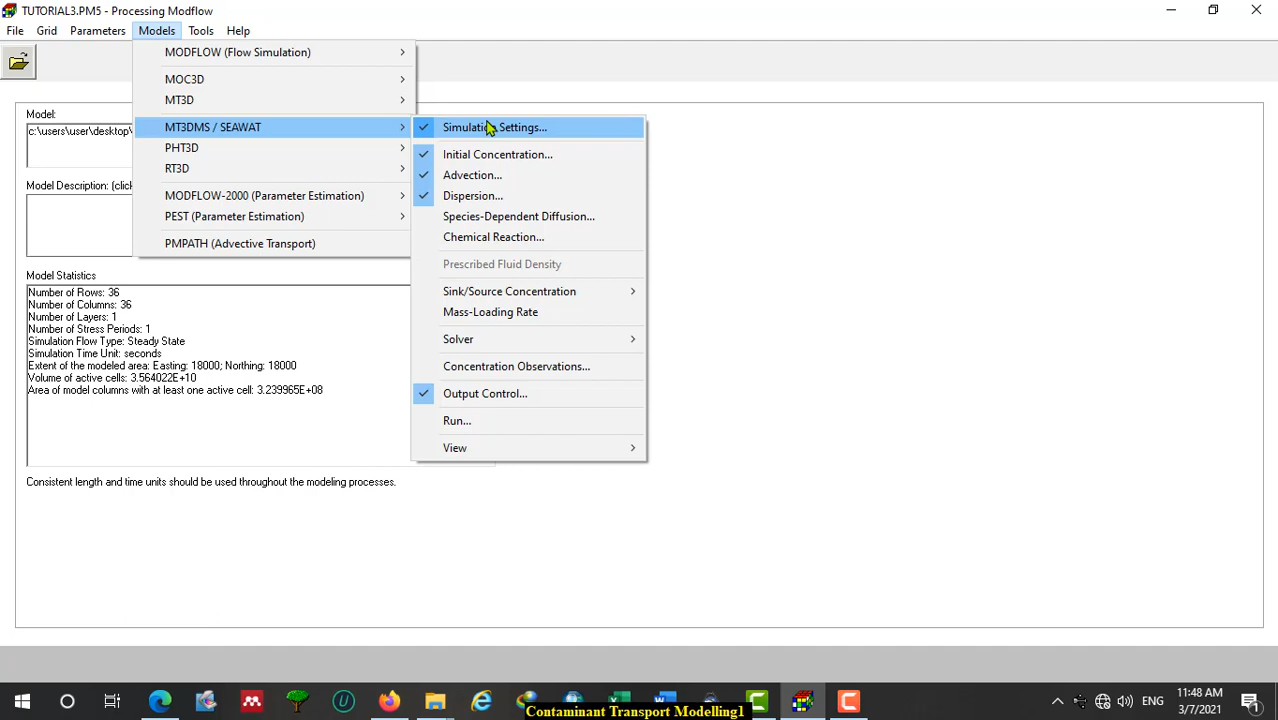 TUTORIAL3.PM5 - Processing Modflow
File Grid Parameters Models Tools Help
MODFLOW (Flow Simulation)
MOC3D
MT3D
MT3DMS / SEAWAT
PHT3D
RT3D
MODFLOW-2000 (Parameter Estimation)
PEST (Parameter Estimation)
PMPATH (Advective Transport)
Simulation Settings...
Initial Concentration...
Advection...
Dispersion...
Species-Dependent Diffusion...
Chemical Reaction...
Prescribed Fluid Density
Sink/Source Concentration
Mass-Loading Rate
Solver
Concentration Observations...
Output Control...
Run...
View
Model:
c:\users\user\desktop\
Model Description: (click
Model Statistics
Number of Rows: 36
Number of Columns: 36
Number of Layers: 1
Number of Stress Periods: 1
Simulation Flow Type: Steady State
Simulation Time Unit: seconds
Extent of the modeled area: Easting: 18000; Northing: 18000
Volume of active cells: 3.564022E+10
Area of model columns with at least one active cell: 3.239965E+08
Consistent length and time units should be used throughout the modeling processes.
ENG
11:48 AM
3/7/2021
1
Contaminant Transport Modelling1